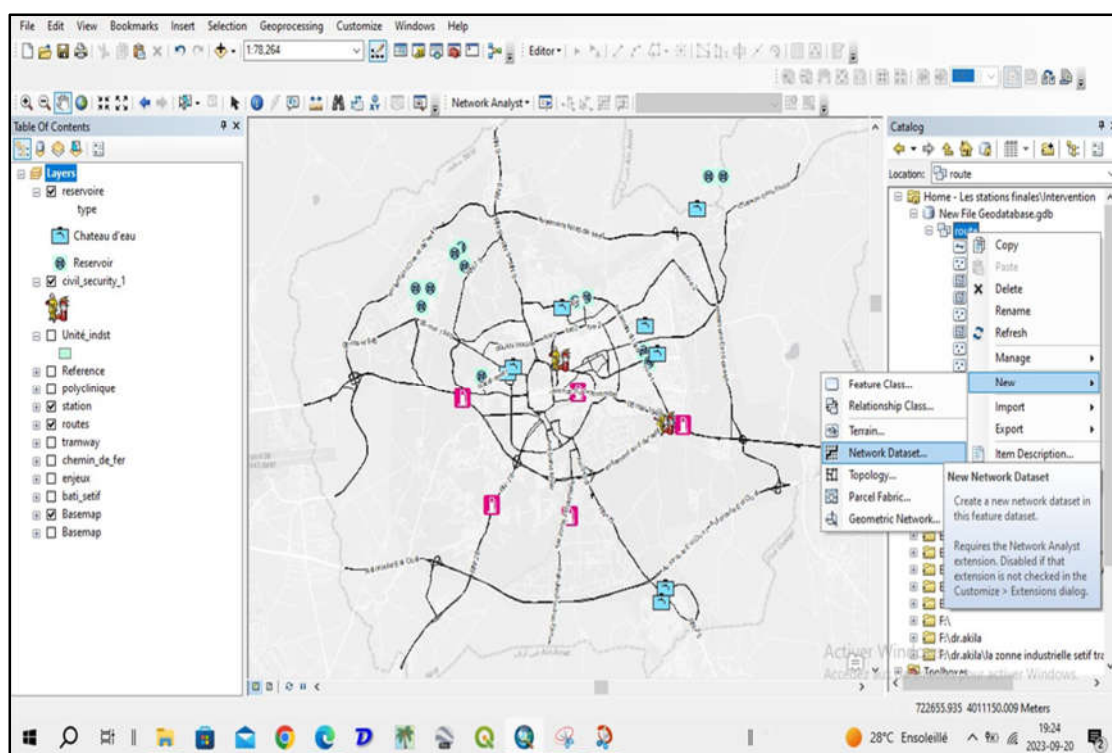 File Edit View Bookmarks Insert Selection Geoprocessing Customize Windows Help
1:78,264
Editor
Network Analyst
Table Of Contents
Layers
reservoire
type
Chateau d'eau
Reservoir
civil_security_1
Unité_indst
Reference
polyclinique
station
routes
tramway
chemin_de_fer
enjeux
bati_setif
Basemap
Basemap
Catalog
Location: route
Home - Les stations finales\Intervention
New File Geodatabase.gdb
route
Copy
Paste
Delete
Rename
Refresh
Manage
New
Import
Export
Item Description...
Feature Class...
Relationship Class...
Terrain...
Network Dataset...
Topology...
Parcel Fabric...
Geometric Network...
New Network Dataset
Create a new network dataset in
this feature dataset.
Requires the Network Analyst
extension. Disabled if that
extension is not checked in the
Customize > Extensions dialog.
F:\
F:\dr.akila
F:\dr.akila\la zonne industrielle setif tra
Toolboxes
Activer Windows
722655.935 4011150.009 Meters
28°C Ensoleillé
19:24
2023-09-20